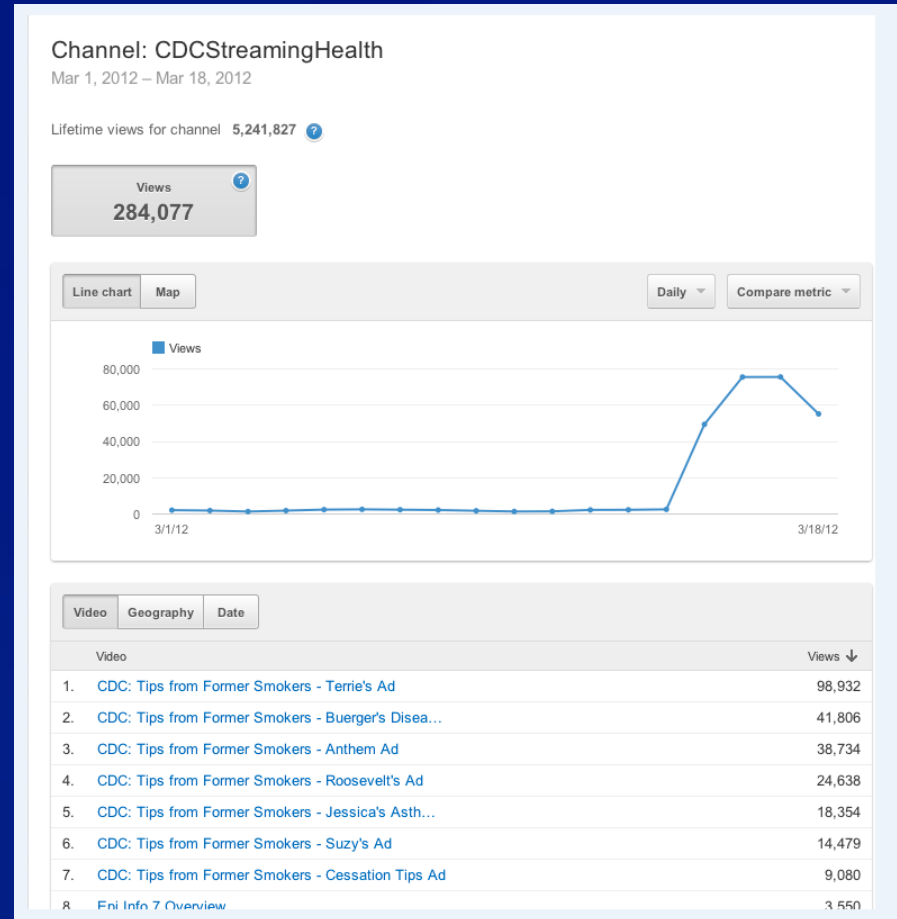 Channel: CDCStreamingHealth
Mar 1, 2012 – Mar 18, 2012
Lifetime views for channel 5,241,827 ?
Views ?
284,077
Line chart Map Daily Compare metric
Views
80,000
60,000
40,000
20,000
0
3/1/12 3/18/12
Video Geography Date
Video Views
1. CDC: Tips from Former Smokers - Terrie's Ad 98,932
2. CDC: Tips from Former Smokers - Buerger's Disea... 41,806
3. CDC: Tips from Former Smokers - Anthem Ad 38,734
4. CDC: Tips from Former Smokers - Roosevelt's Ad 24,638
5. CDC: Tips from Former Smokers - Jessica's Asth... 18,354
6. CDC: Tips from Former Smokers - Suzy's Ad 14,479
7. CDC: Tips from Former Smokers - Cessation Tips Ad 9,080
8. Epi Info 7 Overview 3,550